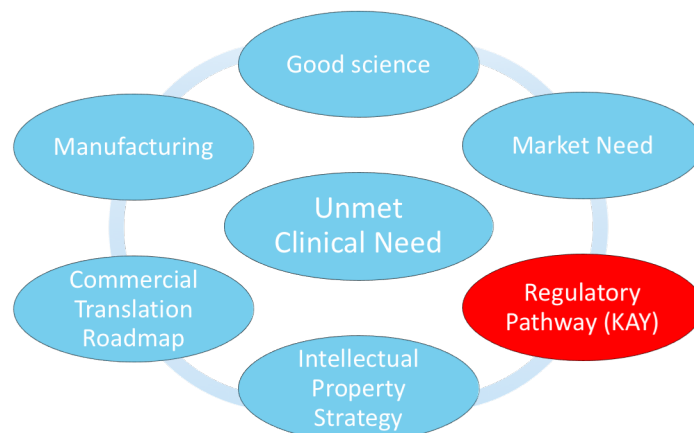 Good science
Manufacturing
Market Need
Unmet
Clinical Need
Commercial
Translation
Roadmap
Regulatory
Pathway (KAY)
Intellectual
Property
Strategy